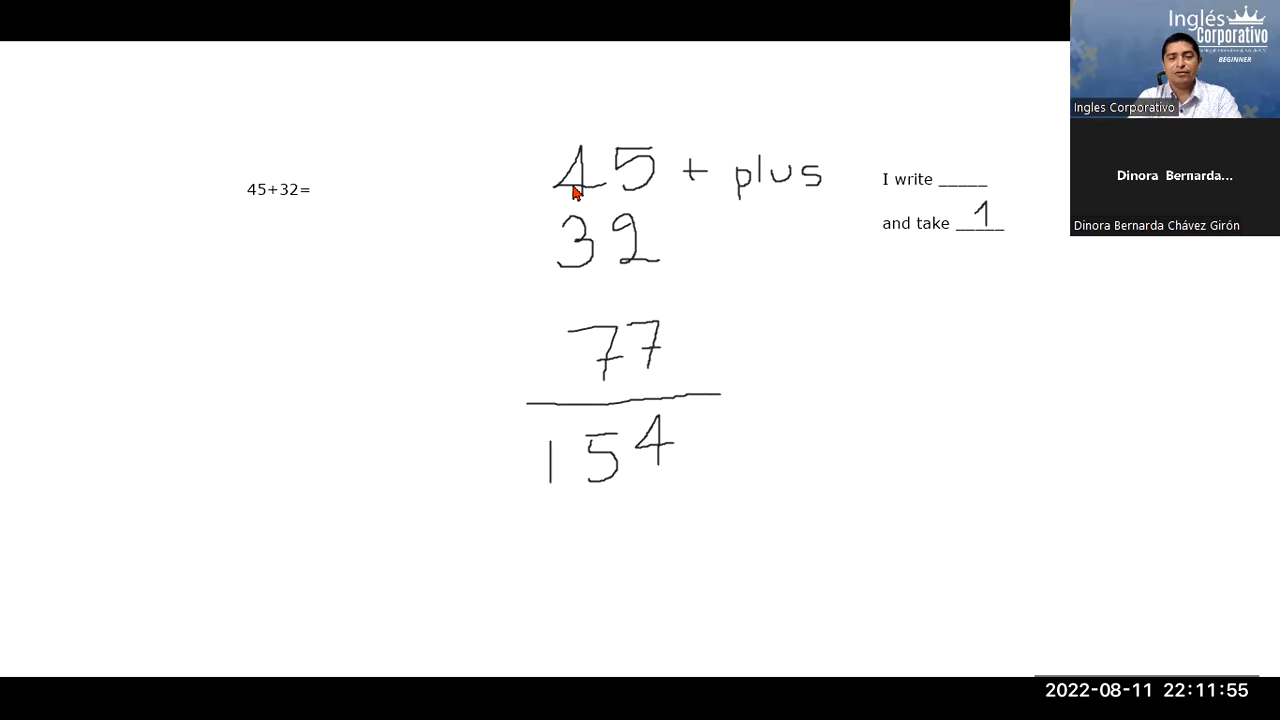 Inglés
Corporativo
BEGINNER
Ingles Corporativo
Dinora Bernarda...
Dinora Bernarda Chávez Girón
45+32=
45 + plus
32
77
154
I write _____
and take __1__
2022-08-11 22:11:55